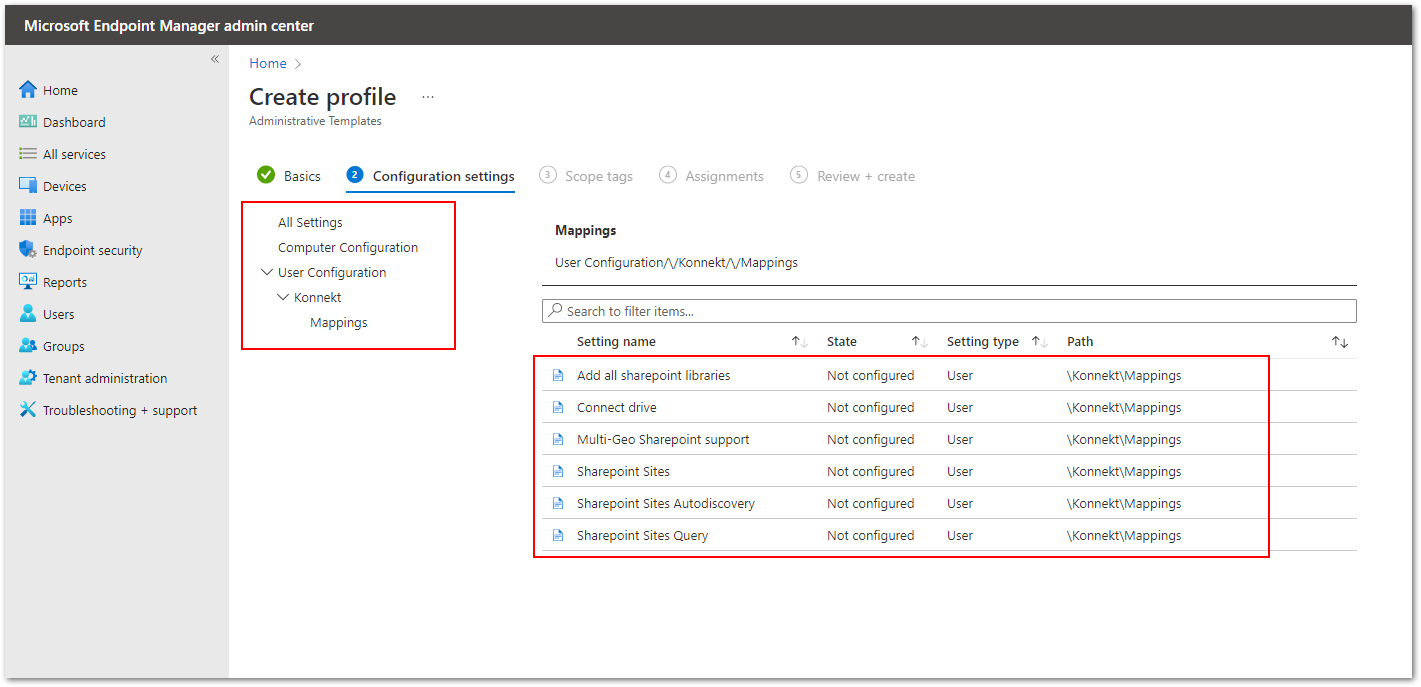 Microsoft Endpoint Manager admin center
«
Home
Dashboard
All services
Devices
Apps
Endpoint security
Reports
Users
Groups
Tenant administration
Troubleshooting + support
Home >
Create profile ...
Administrative Templates
Basics 2 Configuration settings 3 Scope tags 4 Assignments 5 Review + create
All Settings
Computer Configuration
User Configuration
Konnekt
Mappings
Mappings
User Configuration/\/Konnekt/\/Mappings
Search to filter items...
Setting name ↑↓ State ↑↓ Setting type ↑↓ Path ↑↓
Add all sharepoint libraries Not configured User \Konnekt\Mappings
Connect drive Not configured User \Konnekt\Mappings
Multi-Geo Sharepoint support Not configured User \Konnekt\Mappings
Sharepoint Sites Not configured User \Konnekt\Mappings
Sharepoint Sites Autodiscovery Not configured User \Konnekt\Mappings
Sharepoint Sites Query Not configured User \Konnekt\Mappings